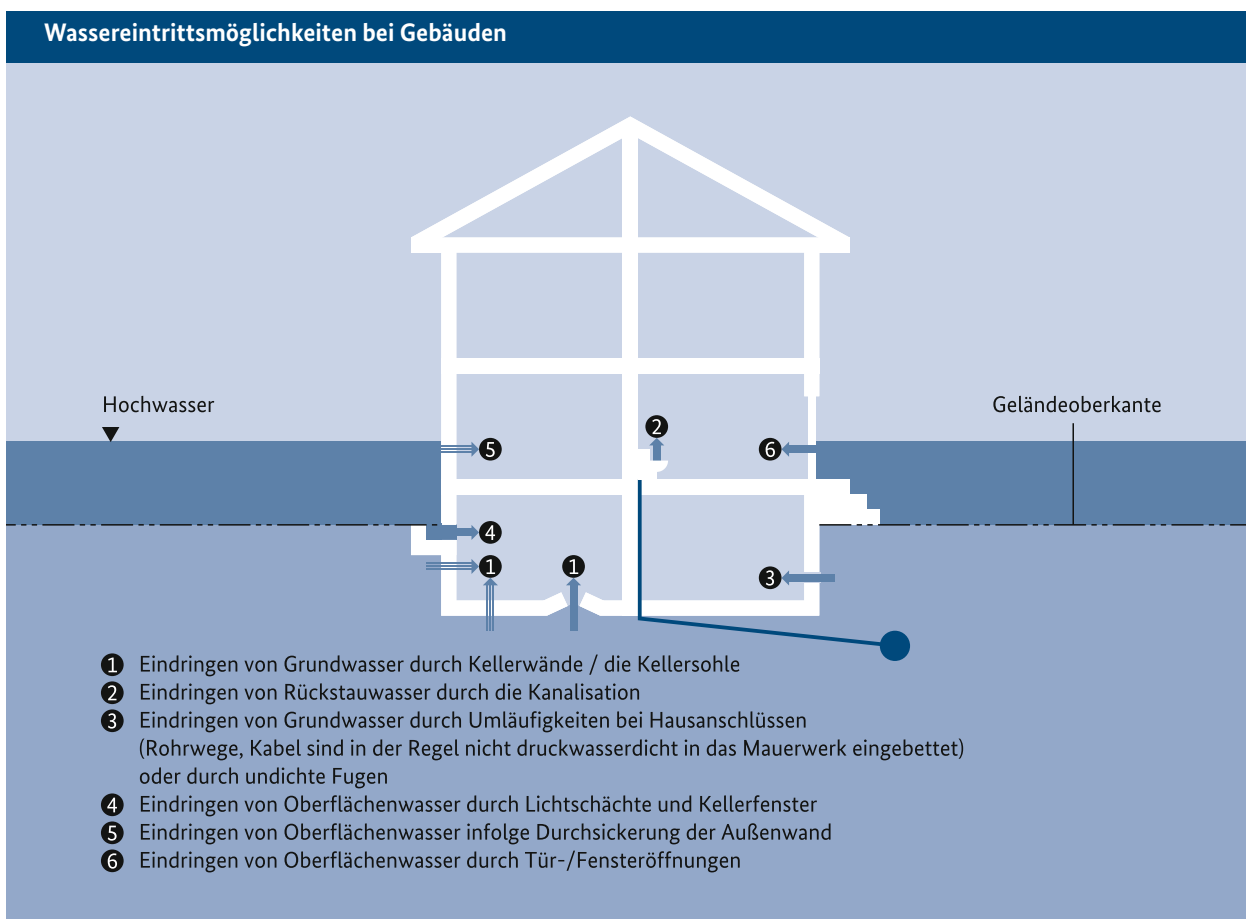 Wassereintrittsmöglichkeiten bei Gebäuden
Hochwasser
Geländeoberkante
2
5
6
4
1
1
3
1 Eindringen von Grundwasser durch Kellerwände / die Kellersohle
2 Eindringen von Rückstauwasser durch die Kanalisation
3 Eindringen von Grundwasser durch Umläufigkeiten bei Hausanschlüssen
(Rohrwege, Kabel sind in der Regel nicht druckwasserdicht in das Mauerwerk eingebettet)
oder durch undichte Fugen
4 Eindringen von Oberflächenwasser durch Lichtschächte und Kellerfenster
5 Eindringen von Oberflächenwasser infolge Durchsickerung der Außenwand
6 Eindringen von Oberflächenwasser durch Tür-/Fensteröffnungen